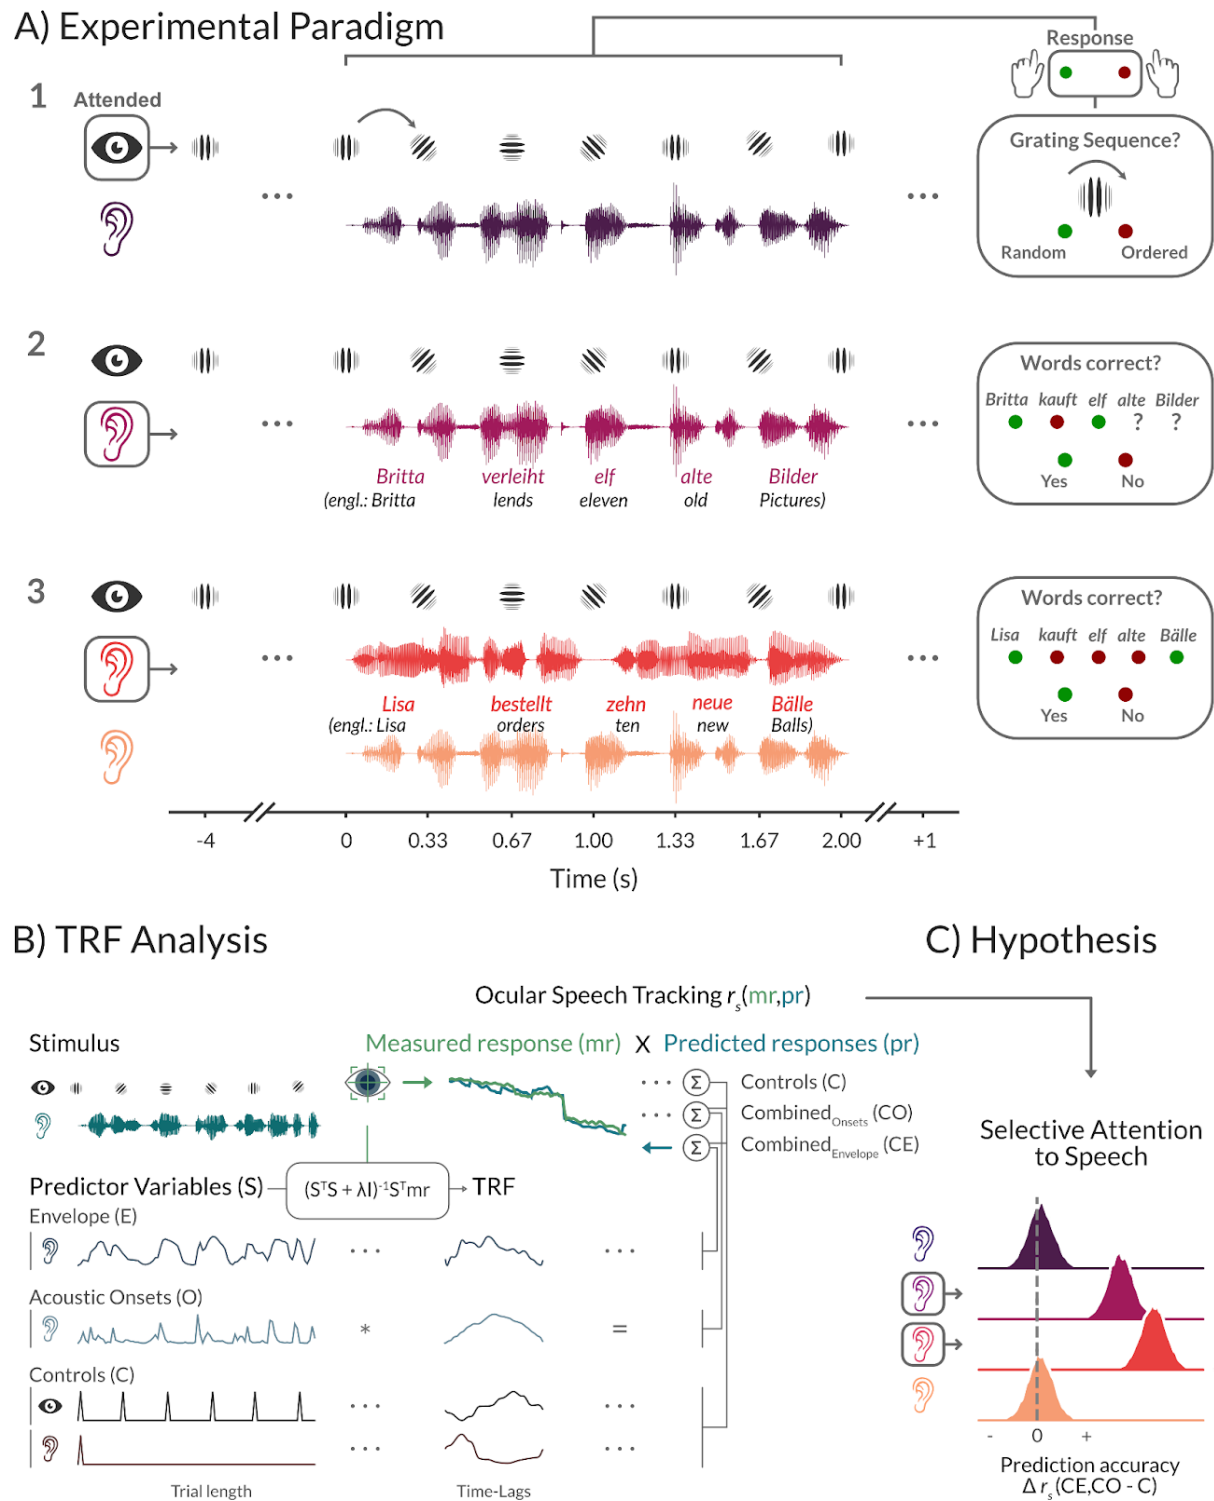 A) Experimental Paradigm
Response
1
Attended
Grating Sequence?
Random Ordered
2
Words correct?
Britta kauft elf alte Bilder
? ?
Yes No
Britta verleiht elf alte Bilder
(engl.: Britta lends eleven old Pictures)
3
Words correct?
Lisa kauft elf alte Bälle
Yes No
Lisa bestellt zehn neue Bälle
(engl.: Lisa orders ten new Balls)
-4 0 0.33 0.67 1.00 1.33 1.67 2.00 +1
Time (s)
B) TRF Analysis
Ocular Speech Tracking rs(mr,pr)
Stimulus
Measured response (mr) X Predicted responses (pr)
Σ Controls (C)
Σ CombinedOnsets (CO)
Σ CombinedEnvelope (CE)
Predictor Variables (S) (SᵀS + λI)⁻¹Sᵀmr TRF
Envelope (E)
Acoustic Onsets (O)
* =
Controls (C)
Trial length Time-Lags
C) Hypothesis
Selective Attention
to Speech
- 0 +
Prediction accuracy
Δ rs(CE,CO - C)